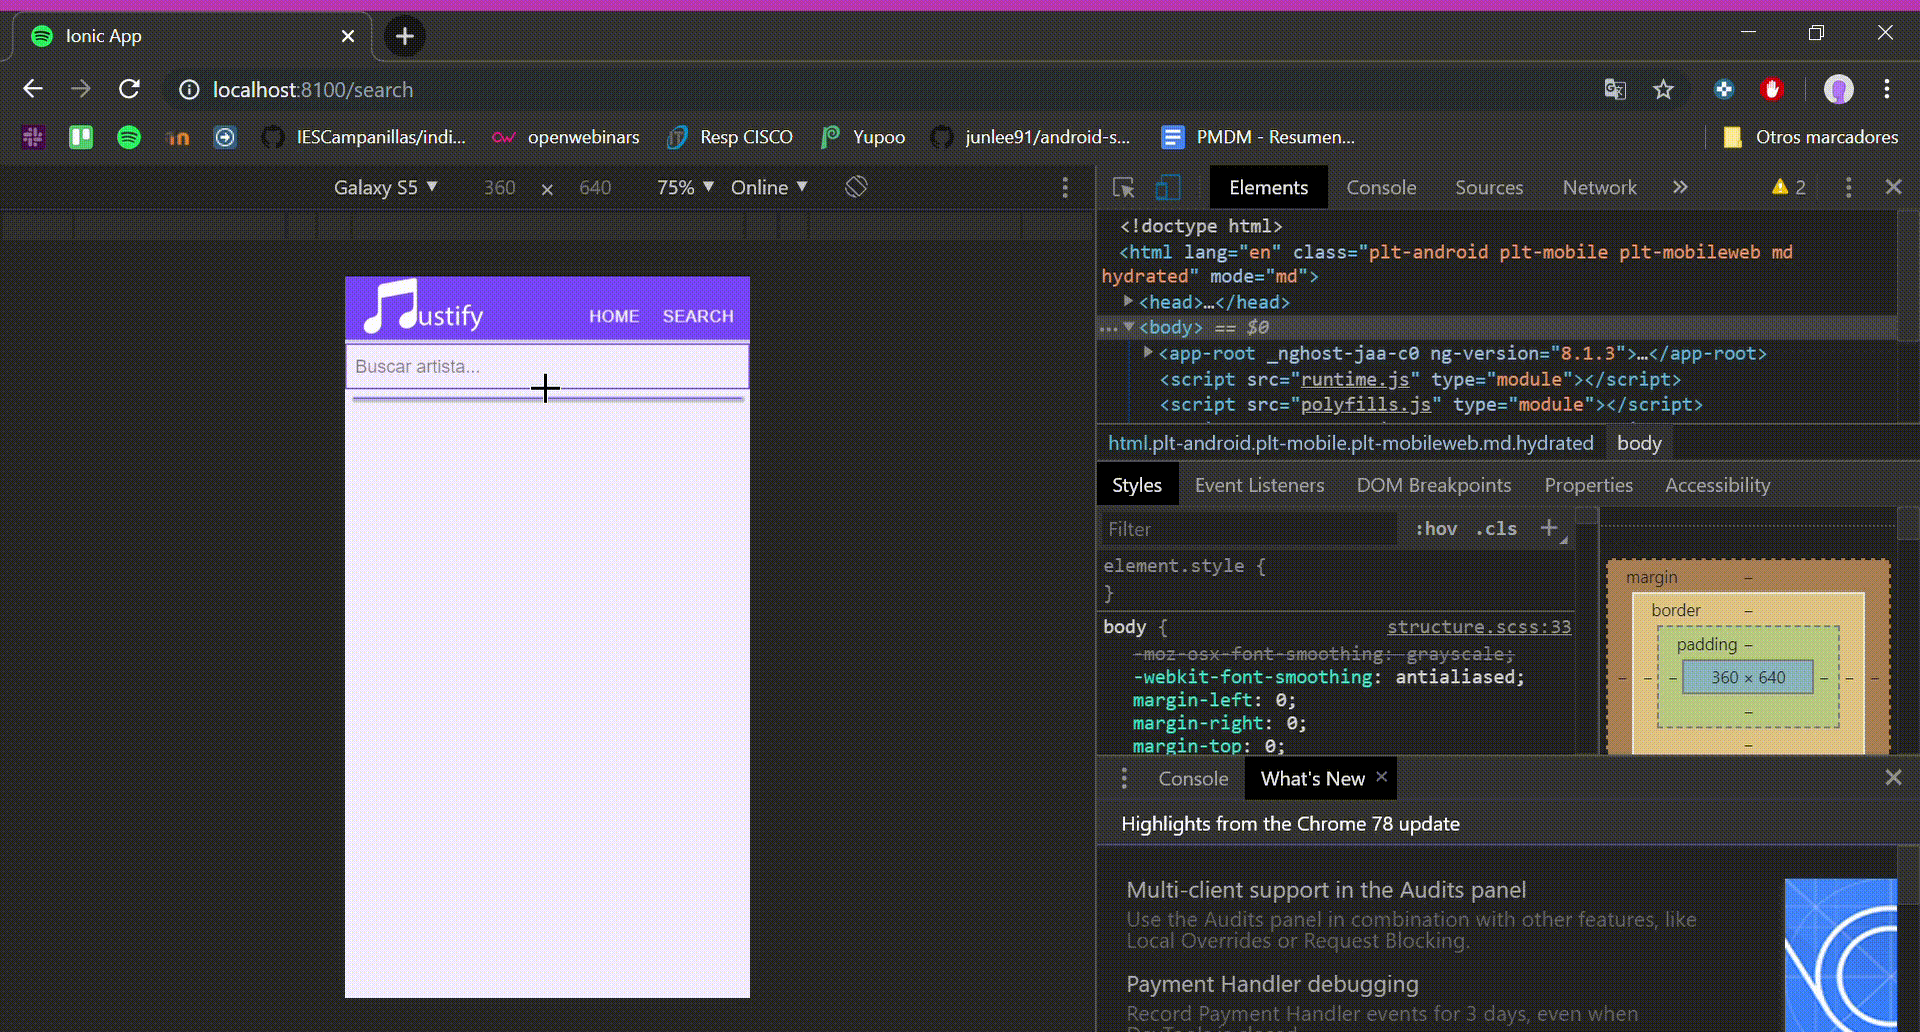 Ionic App
localhost:8100/search
IESCampanillas/indi... openwebinars Resp CISCO Yupoo junlee91/android-s... PMDM - Resumen... Otros marcadores
Galaxy S5 360 × 640 75% Online
Elements Console Sources Network » 2
<!doctype html>
<html lang="en" class="plt-android plt-mobile plt-mobileweb md
hydrated" mode="md">
<head>…</head>
… <body> == $0
<app-root _nghost-jaa-c0 ng-version="8.1.3">…</app-root>
<script src="runtime.js" type="module"></script>
<script src="polyfills.js" type="module"></script>
html.plt-android.plt-mobile.plt-mobileweb.md.hydrated body
ustify HOME SEARCH
Buscar artista...
Styles Event Listeners DOM Breakpoints Properties Accessibility
Filter :hov .cls +
element.style {
}
body { structure.scss:33
-moz-osx-font-smoothing: grayscale;
-webkit-font-smoothing: antialiased;
margin-left: 0;
margin-right: 0;
margin-top: 0;
margin –
border –
padding –
– – – 360 × 640 – – –
–
–
Console What's New ×
Highlights from the Chrome 78 update
Multi-client support in the Audits panel
Use the Audits panel in combination with other features, like
Local Overrides or Request Blocking.
Payment Handler debugging
Record Payment Handler events for 3 days, even when